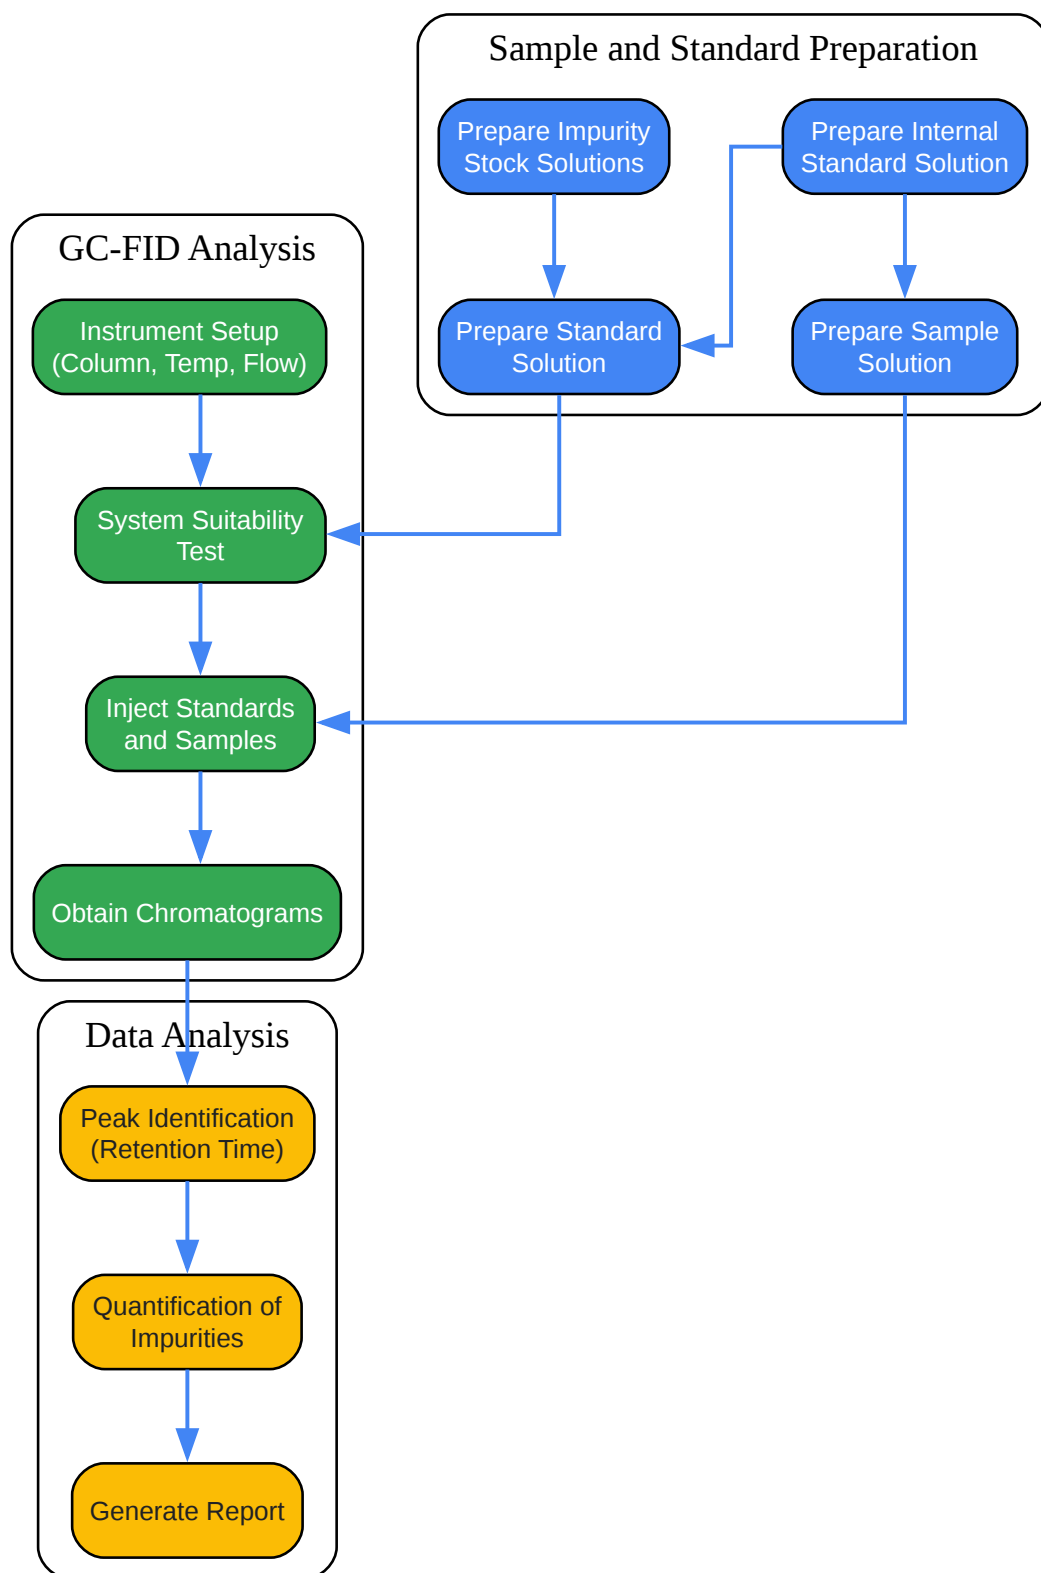 Sample and Standard Preparation
Prepare Impurity
Stock Solutions
Prepare Internal
Standard Solution
Prepare Standard
Solution
Prepare Sample
Solution
GC-FID Analysis
Instrument Setup
(Column, Temp, Flow)
System Suitability
Test
Inject Standards
and Samples
Obtain Chromatograms
Data Analysis
Peak Identification
(Retention Time)
Quantification of
Impurities
Generate Report